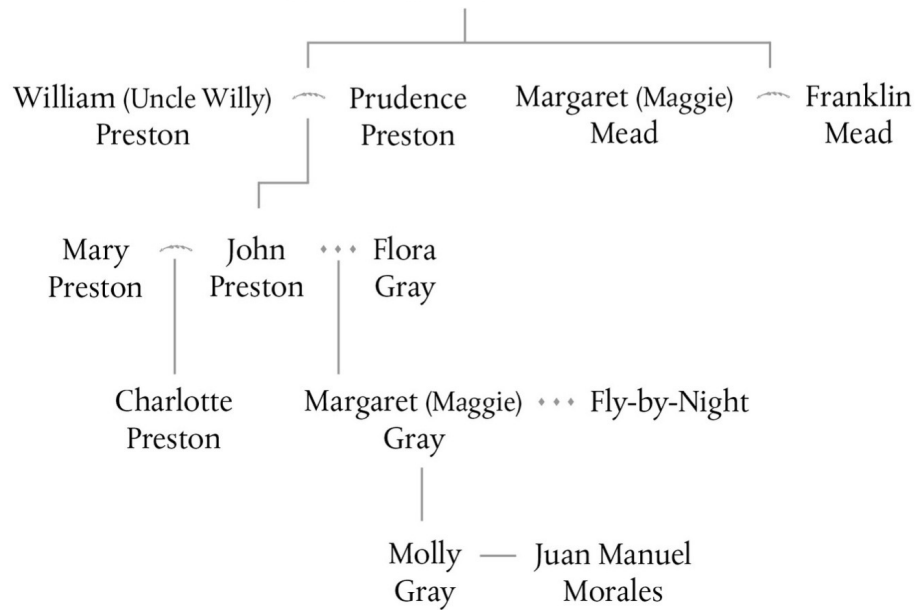 William (Uncle Willy) Preston
Prudence Preston
Margaret (Maggie) Mead
Franklin Mead
Mary Preston
John Preston
Flora Gray
Charlotte Preston
Margaret (Maggie) Gray
Fly-by-Night
Molly Gray
Juan Manuel Morales